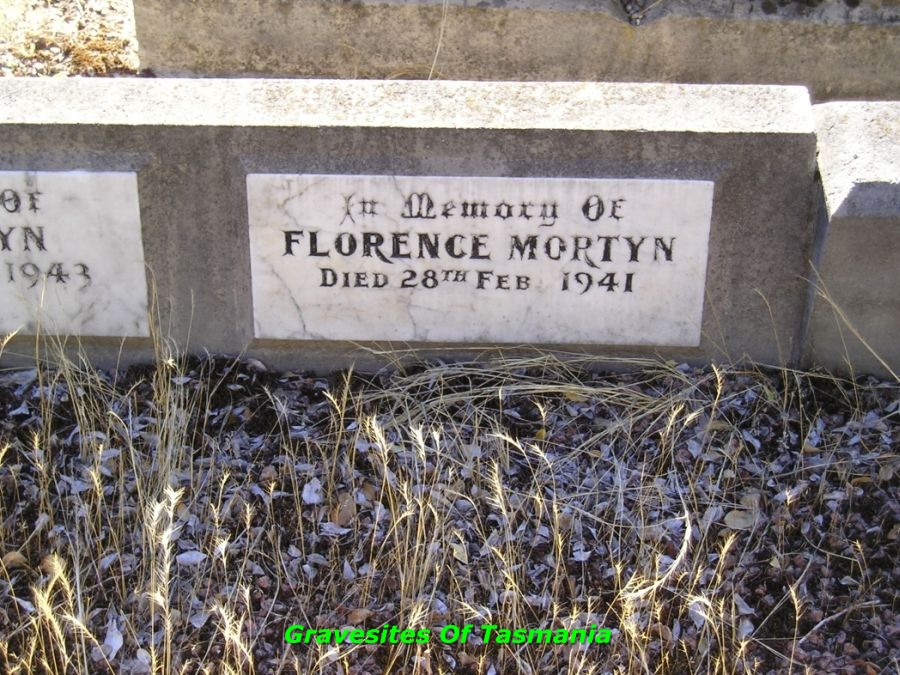 Of
YN
1943
In Memory Of
FLORENCE MORTYN
DIED 28TH FEB 1941
Gravesites Of Tasmania